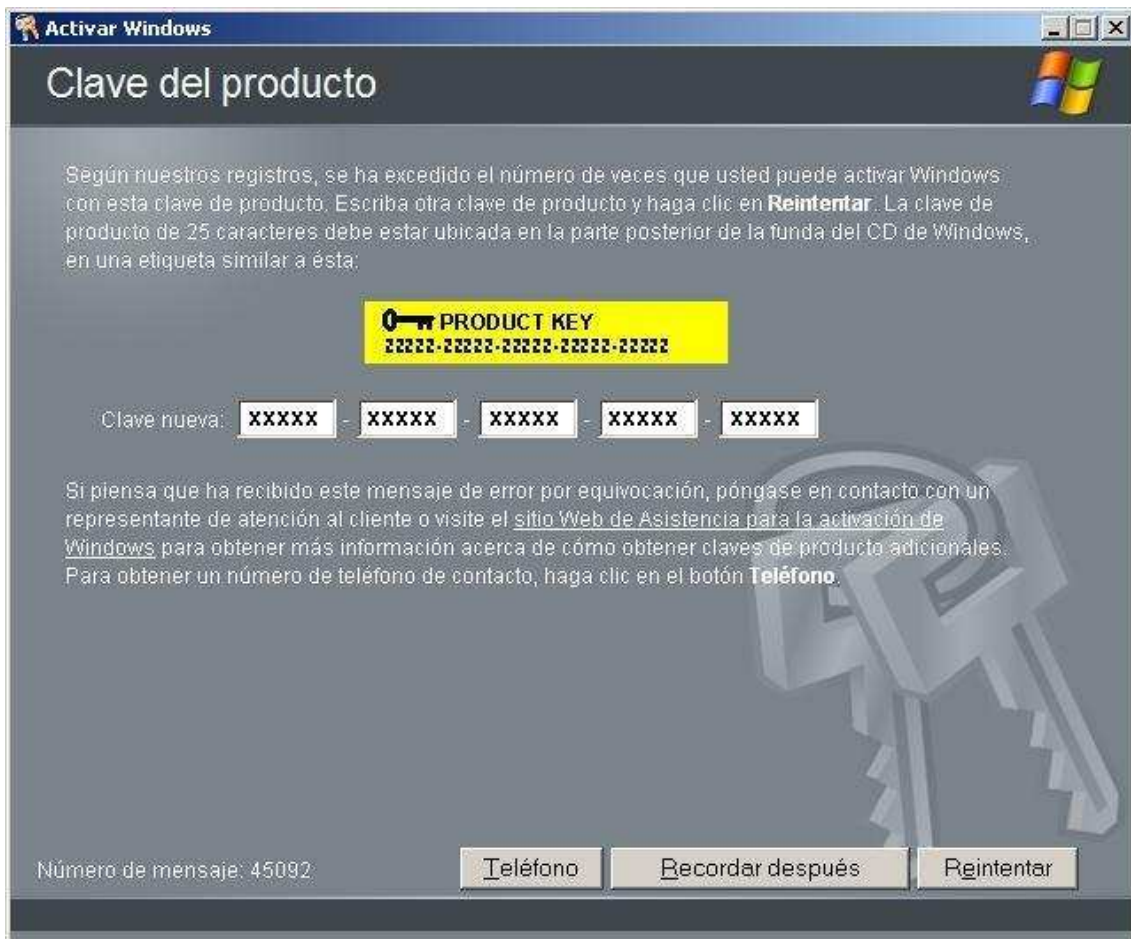 Activar Windows
Clave del producto
Según nuestros registros, se ha excedido el número de veces que usted puede activar Windows
con esta clave de producto. Escriba otra clave de producto y haga clic en Reintentar. La clave de
producto de 25 caracteres debe estar ubicada en la parte posterior de la funda del CD de Windows,
en una etiqueta similar a ésta:
PRODUCT KEY
ZZZZZ-ZZZZZ-ZZZZZ-ZZZZZ-ZZZZZ
Clave nueva: XXXXX - XXXXX - XXXXX - XXXXX - XXXXX
Si piensa que ha recibido este mensaje de error por equivocación, póngase en contacto con un
representante de atención al cliente o visite el sitio Web de Asistencia para la activación de
Windows para obtener más información acerca de cómo obtener claves de producto adicionales.
Para obtener un número de teléfono de contacto, haga clic en el botón Teléfono.
Número de mensaje: 45092 Teléfono Recordar después Reintentar